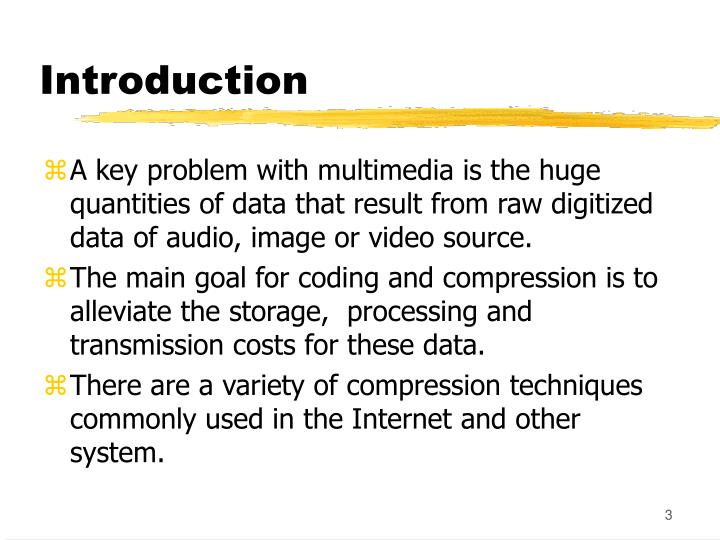 Introduction
⌘A key problem with multimedia is the huge
quantities of data that result from raw digitized
data of audio, image or video source.
⌘The main goal for coding and compression is to
alleviate the storage,  processing and
transmission costs for these data.
⌘There are a variety of compression techniques
commonly used in the Internet and other
system.
3